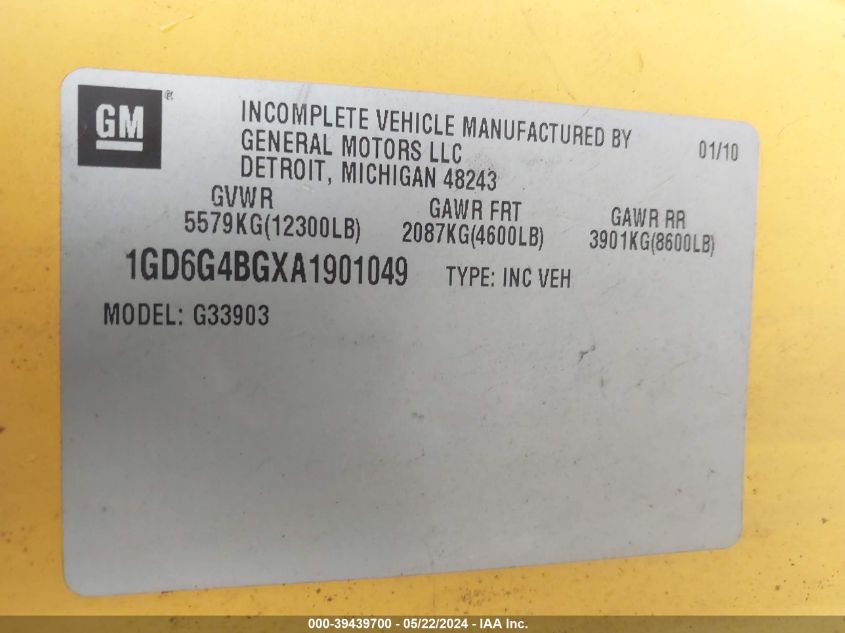 GM ®
INCOMPLETE VEHICLE MANUFACTURED BY
GENERAL MOTORS LLC
DETROIT, MICHIGAN 48243
01/10
GVWR GAWR FRT GAWR RR
5579KG(12300LB) 2087KG(4600LB) 3901KG(8600LB)
1GD6G4BGXA1901049 TYPE: INC VEH
MODEL: G33903
000-39439700 - 05/22/2024 - IAA Inc.